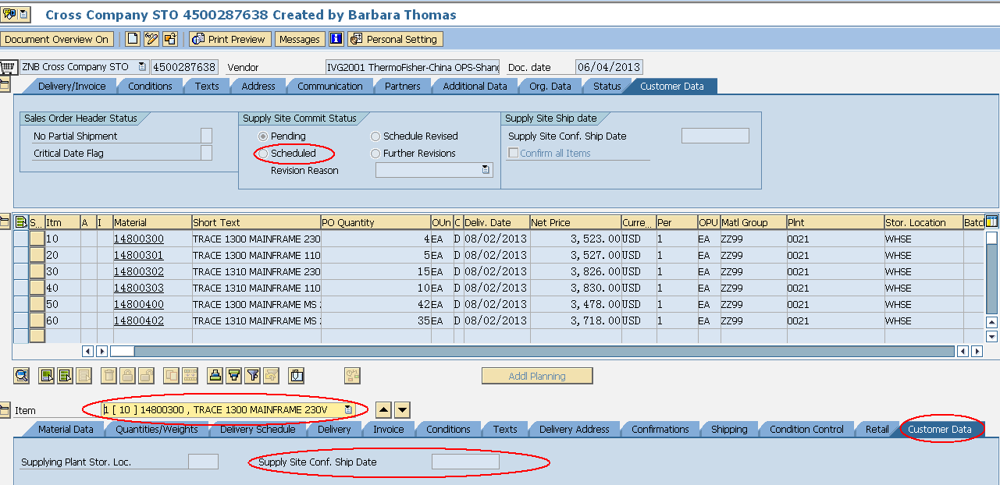 Cross Company STO 4500287638 Created by Barbara Thomas
Document Overview On Print Preview Messages Personal Setting
ZNB Cross Company STO 4500287638 Vendor IVG2001 ThermoFisher-China OPS-Shang Doc. date 06/04/2013
Delivery/Invoice Conditions Texts Address Communication Partners Additional Data Org. Data Status Customer Data
Sales Order Header Status Supply Site Commit Status Supply Site Ship date
No Partial Shipment Pending Schedule Revised Supply Site Conf. Ship Date
Critical Date Flag Scheduled Further Revisions Confirm all Items
Revision Reason
S... Itm A I Material Short Text PO Quantity OUn C Deliv. Date Net Price Curre... Per OPU Matl Group Plnt Stor. Location Batc
10 14800300 TRACE 1300 MAINFRAME 230 4 EA D 08/02/2013 3,523.00 USD 1 EA ZZ99 0021 WHSE
20 14800301 TRACE 1300 MAINFRAME 110 5 EA D 08/02/2013 3,527.00 USD 1 EA ZZ99 0021 WHSE
30 14800302 TRACE 1310 MAINFRAME 230 15 EA D 08/02/2013 3,826.00 USD 1 EA ZZ99 0021 WHSE
40 14800303 TRACE 1310 MAINFRAME 110 10 EA D 08/02/2013 3,830.00 USD 1 EA ZZ99 0021 WHSE
50 14800400 TRACE 1300 MAINFRAME MS 42 EA D 08/02/2013 3,478.00 USD 1 EA ZZ99 0021 WHSE
60 14800402 TRACE 1310 MAINFRAME MS 35 EA D 08/02/2013 3,718.00 USD 1 EA ZZ99 0021 WHSE
Addl Planning
Item 1 [ 10 ] 14800300 , TRACE 1300 MAINFRAME 230V
Material Data Quantities/Weights Delivery Schedule Delivery Invoice Conditions Texts Delivery Address Confirmations Shipping Condition Control Retail Customer Data
Supplying Plant Stor. Loc. Supply Site Conf. Ship Date